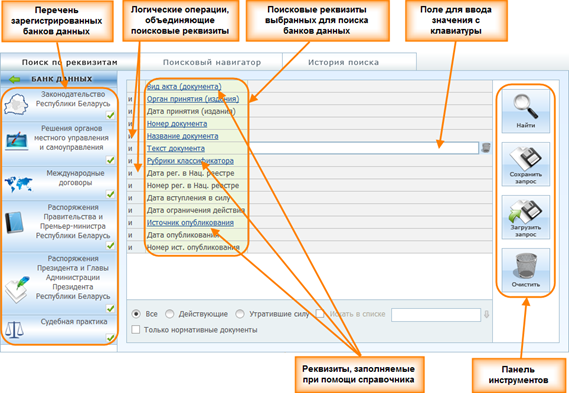 Перечень
зарегистрированных
банков данных
Логические операции,
объединяющие
поисковые реквизиты
Поисковые реквизиты
выбранных для поиска
банков данных
Поле для ввода
значения с
клавиатуры
Поиск по реквизитам
Поисковый навигатор
История поиска
БАНК ДАННЫХ
Законодательство
Республики Беларусь
Решения органов
местного управления
и самоуправления
Международные
договоры
Распоряжения
Правительства и
Премьер-министра
Республики Беларусь
Распоряжения
Президента и Главы
Администрации
Президента
Республики Беларусь
Судебная практика
Вид акта (документа)
и Орган принятия (издания)
и Дата принятия (издания)
и Номер документа
и Название документа
и Текст документа
и Рубрики классификатора
и Дата рег. в Нац. реестре
и Номер рег. в Нац. реестре
и Дата вступления в силу
и Дата ограничения действия
и Источник опубликования
и Дата опубликования
и Номер ист. опубликования
Все Действующие Утратившие силу Искать в списке
Только нормативные документы
Найти
Сохранить
запрос
Загрузить
запрос
Очистить
Реквизиты, заполняемые
при помощи справочника
Панель
инструментов